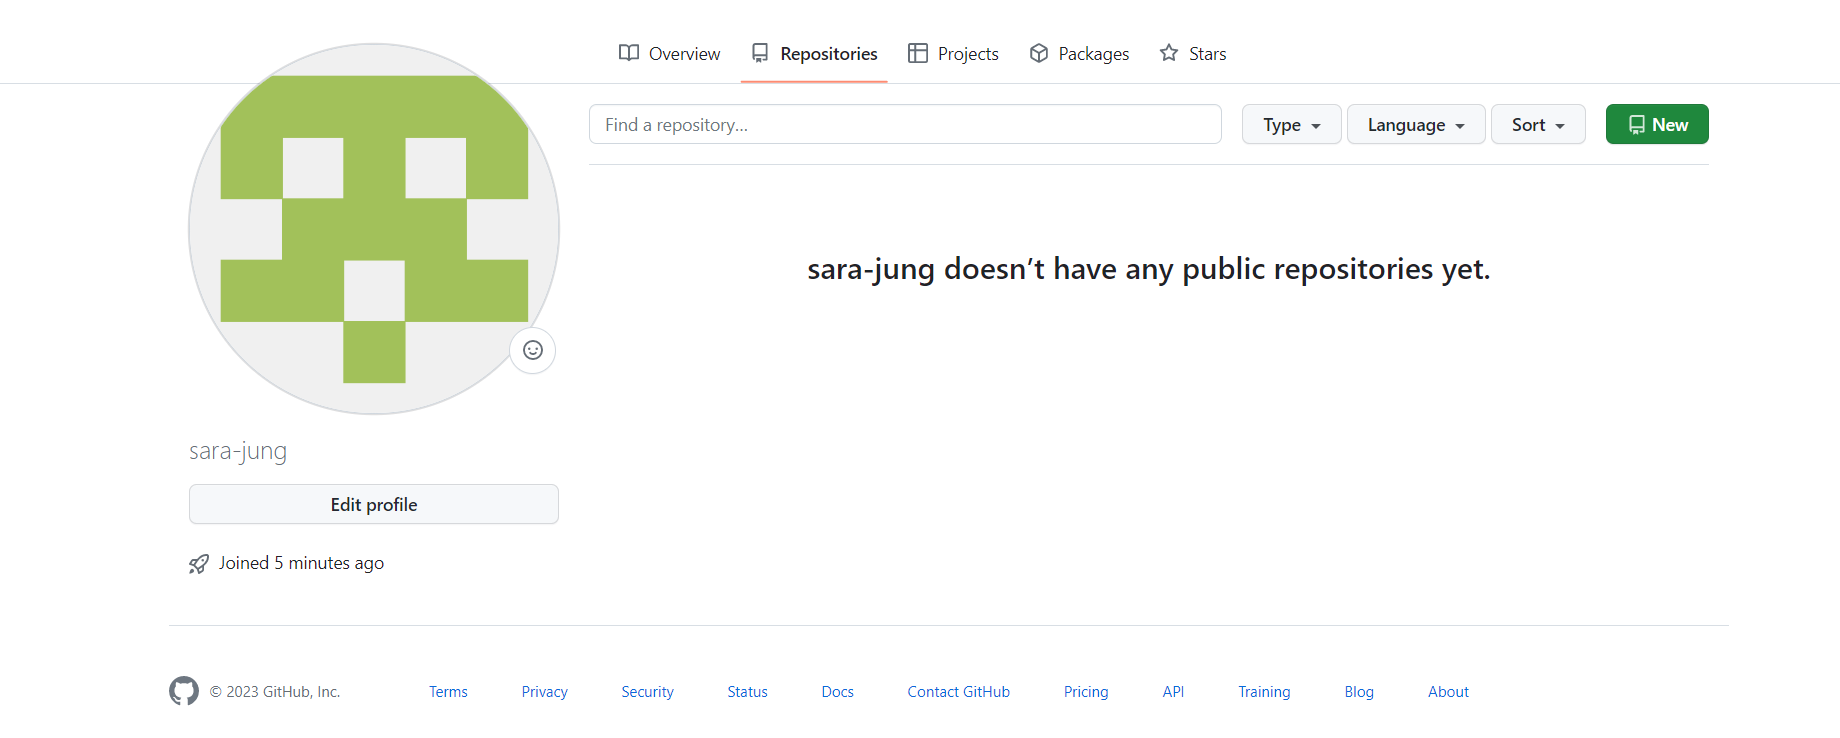 Overview Repositories Projects Packages Stars
Find a repository... Type Language Sort New
sara-jung doesn’t have any public repositories yet.
sara-jung
Edit profile
Joined 5 minutes ago
© 2023 GitHub, Inc. Terms Privacy Security Status Docs Contact GitHub Pricing API Training Blog About